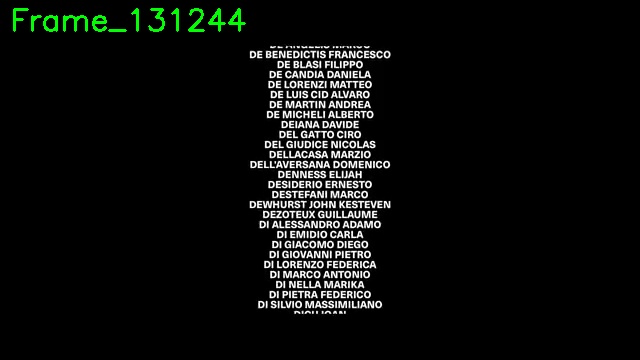 Frame_131244
DE ANGELIS MARCO
DE BENEDICTIS FRANCESCO
DE BLASI FILIPPO
DE CANDIA DANIELA
DE LORENZI MATTEO
DE LUIS CID ALVARO
DE MARTIN ANDREA
DE MICHELI ALBERTO
DEIANA DAVIDE
DEL GATTO CIRO
DEL GIUDICE NICOLAS
DELLACASA MARZIO
DELL'AVERSANA DOMENICO
DENNESS ELIJAH
DESIDERIO ERNESTO
DESTEFANI MARCO
DEWHURST JOHN KESTEVEN
DEZOTEUX GUILLAUME
DI ALESSANDRO ADAMO
DI EMIDIO CARLA
DI GIACOMO DIEGO
DI GIOVANNI PIETRO
DI LORENZO FEDERICA
DI MARCO ANTONIO
DI NELLA MARIKA
DI PIETRA FEDERICO
DI SILVIO MASSIMILIANO